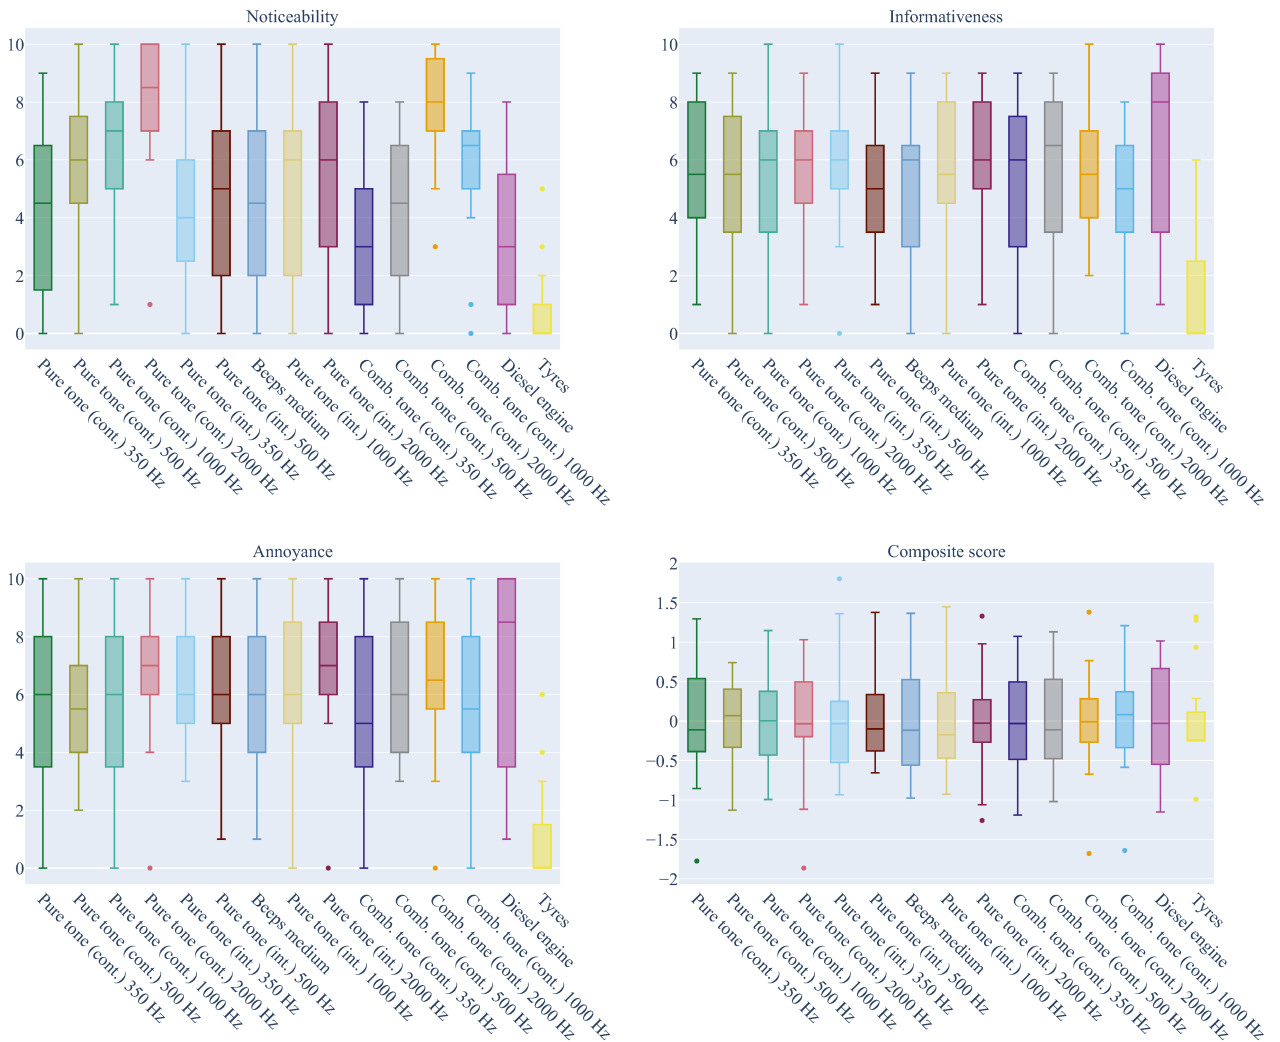 Noticeability
10
8
6
4
2
0
Pure tone (cont.) 350 Hz
Pure tone (cont.) 500 Hz
Pure tone (cont.) 1000 Hz
Pure tone (cont.) 2000 Hz
Pure tone (int.) 350 Hz
Pure tone (int.) 500 Hz
Beeps medium
Pure tone (int.) 1000 Hz
Pure tone (int.) 2000 Hz
Comb. tone (cont.) 350 Hz
Comb. tone (cont.) 500 Hz
Comb. tone (cont.) 2000 Hz
Comb. tone (cont.) 1000 Hz
Diesel engine
Tyres
Informativeness
10
8
6
4
2
0
Pure tone (cont.) 350 Hz
Pure tone (cont.) 500 Hz
Pure tone (cont.) 1000 Hz
Pure tone (cont.) 2000 Hz
Pure tone (int.) 350 Hz
Pure tone (int.) 500 Hz
Beeps medium
Pure tone (int.) 1000 Hz
Pure tone (int.) 2000 Hz
Comb. tone (cont.) 350 Hz
Comb. tone (cont.) 500 Hz
Comb. tone (cont.) 2000 Hz
Comb. tone (cont.) 1000 Hz
Diesel engine
Tyres
Annoyance
10
8
6
4
2
0
Pure tone (cont.) 350 Hz
Pure tone (cont.) 500 Hz
Pure tone (cont.) 1000 Hz
Pure tone (cont.) 2000 Hz
Pure tone (int.) 350 Hz
Pure tone (int.) 500 Hz
Beeps medium
Pure tone (int.) 1000 Hz
Pure tone (int.) 2000 Hz
Comb. tone (cont.) 350 Hz
Comb. tone (cont.) 500 Hz
Comb. tone (cont.) 2000 Hz
Comb. tone (cont.) 1000 Hz
Diesel engine
Tyres
Composite score
2
1.5
1
0.5
0
−0.5
−1
−1.5
−2
Pure tone (cont.) 350 Hz
Pure tone (cont.) 500 Hz
Pure tone (cont.) 1000 Hz
Pure tone (cont.) 2000 Hz
Pure tone (int.) 350 Hz
Pure tone (int.) 500 Hz
Beeps medium
Pure tone (int.) 1000 Hz
Pure tone (int.) 2000 Hz
Comb. tone (cont.) 350 Hz
Comb. tone (cont.) 500 Hz
Comb. tone (cont.) 2000 Hz
Comb. tone (cont.) 1000 Hz
Diesel engine
Tyres